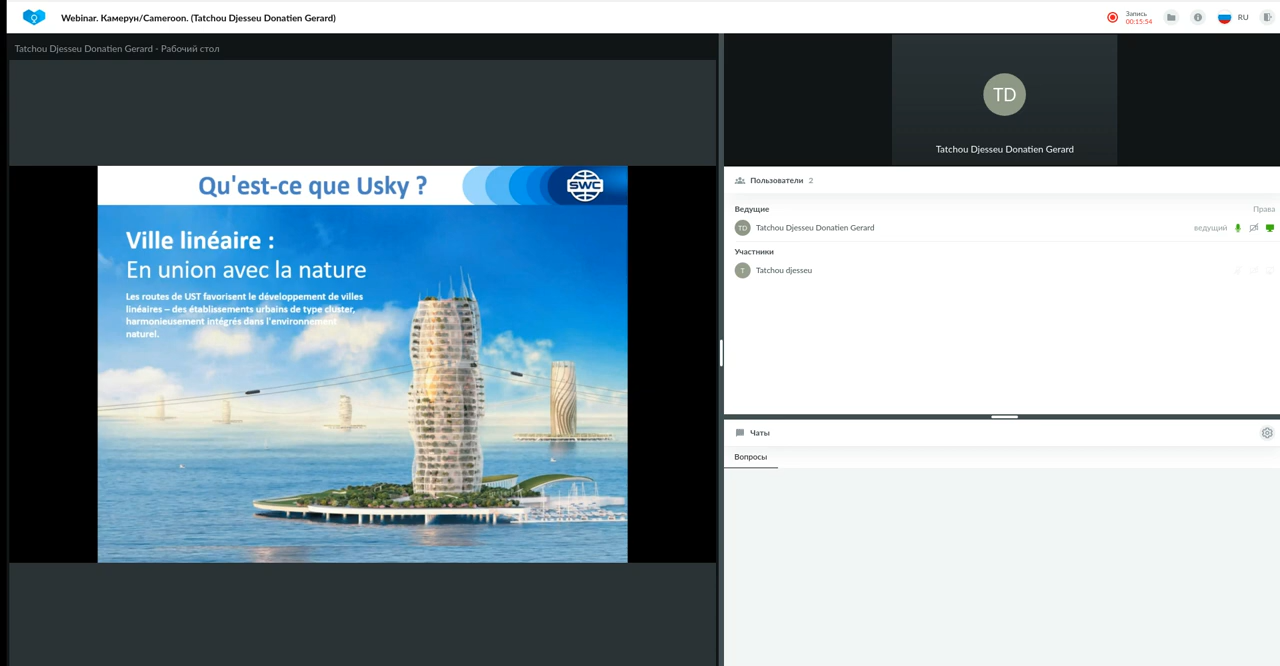 Webinar. Камерун/Cameroon. (Tatchou Djesseu Donatien Gerard)
Запись
00:15:54
RU
Tatchou Djesseu Donatien Gerard - Рабочий стол
TD
Tatchou Djesseu Donatien Gerard
Qu'est-ce que Usky ?
SWC
Ville linéaire :
En union avec la nature
Les routes de UST favorisent le développement de villes
linéaires – des établissements urbains de type cluster,
harmonieusement intégrés dans l'environnement
naturel.
Пользователи 2
Ведущие Права
TD Tatchou Djesseu Donatien Gerard ведущий
Участники
T Tatchou djesseu
Чаты
Вопросы